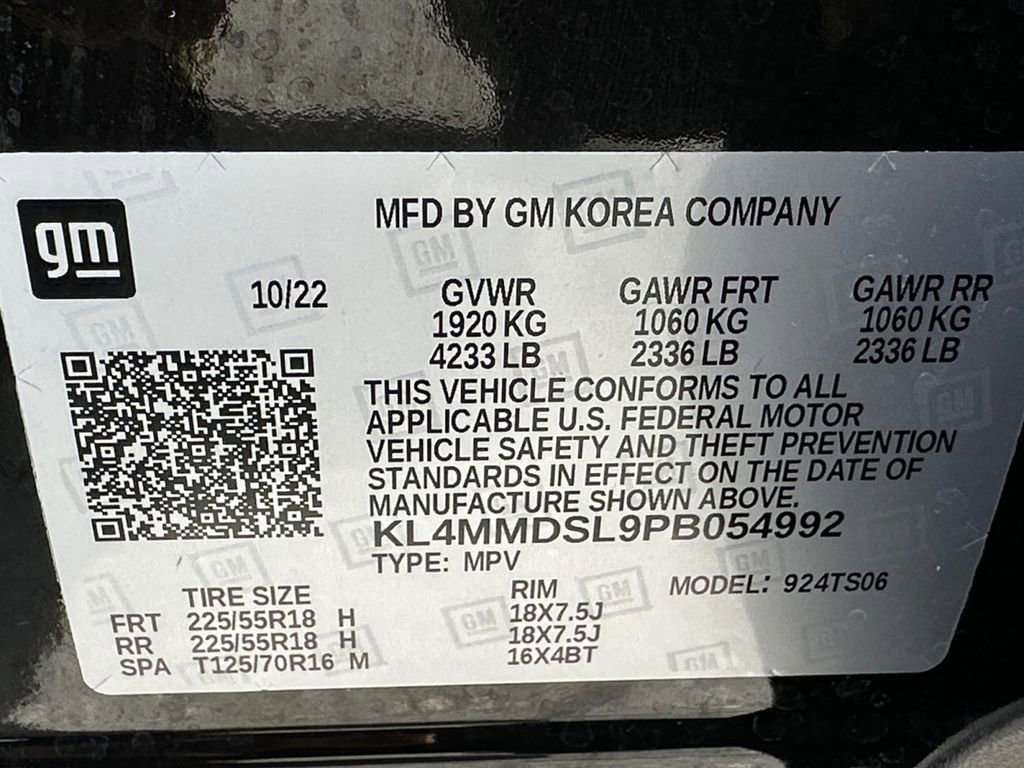 gm
MFD BY GM KOREA COMPANY
10/22 GVWR GAWR FRT GAWR RR
1920 KG 1060 KG 1060 KG
4233 LB 2336 LB 2336 LB
THIS VEHICLE CONFORMS TO ALL
APPLICABLE U.S. FEDERAL MOTOR
VEHICLE SAFETY AND THEFT PREVENTION
STANDARDS IN EFFECT ON THE DATE OF
MANUFACTURE SHOWN ABOVE.
KL4MMDSL9PB054992
TYPE: MPV
MODEL: 924TS06
TIRE SIZE RIM
FRT 225/55R18 H 18X7.5J
RR 225/55R18 H 18X7.5J
SPA T125/70R16 M 16X4BT